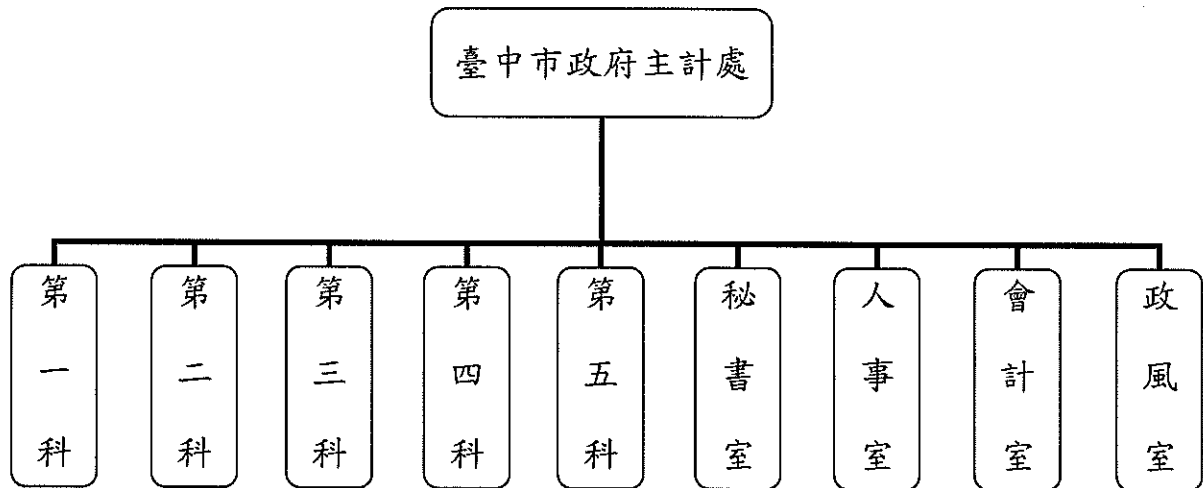 臺中市政府主計處
第一科
第二科
第三科
第四科
第五科
秘書室
人事室
會計室
政風室